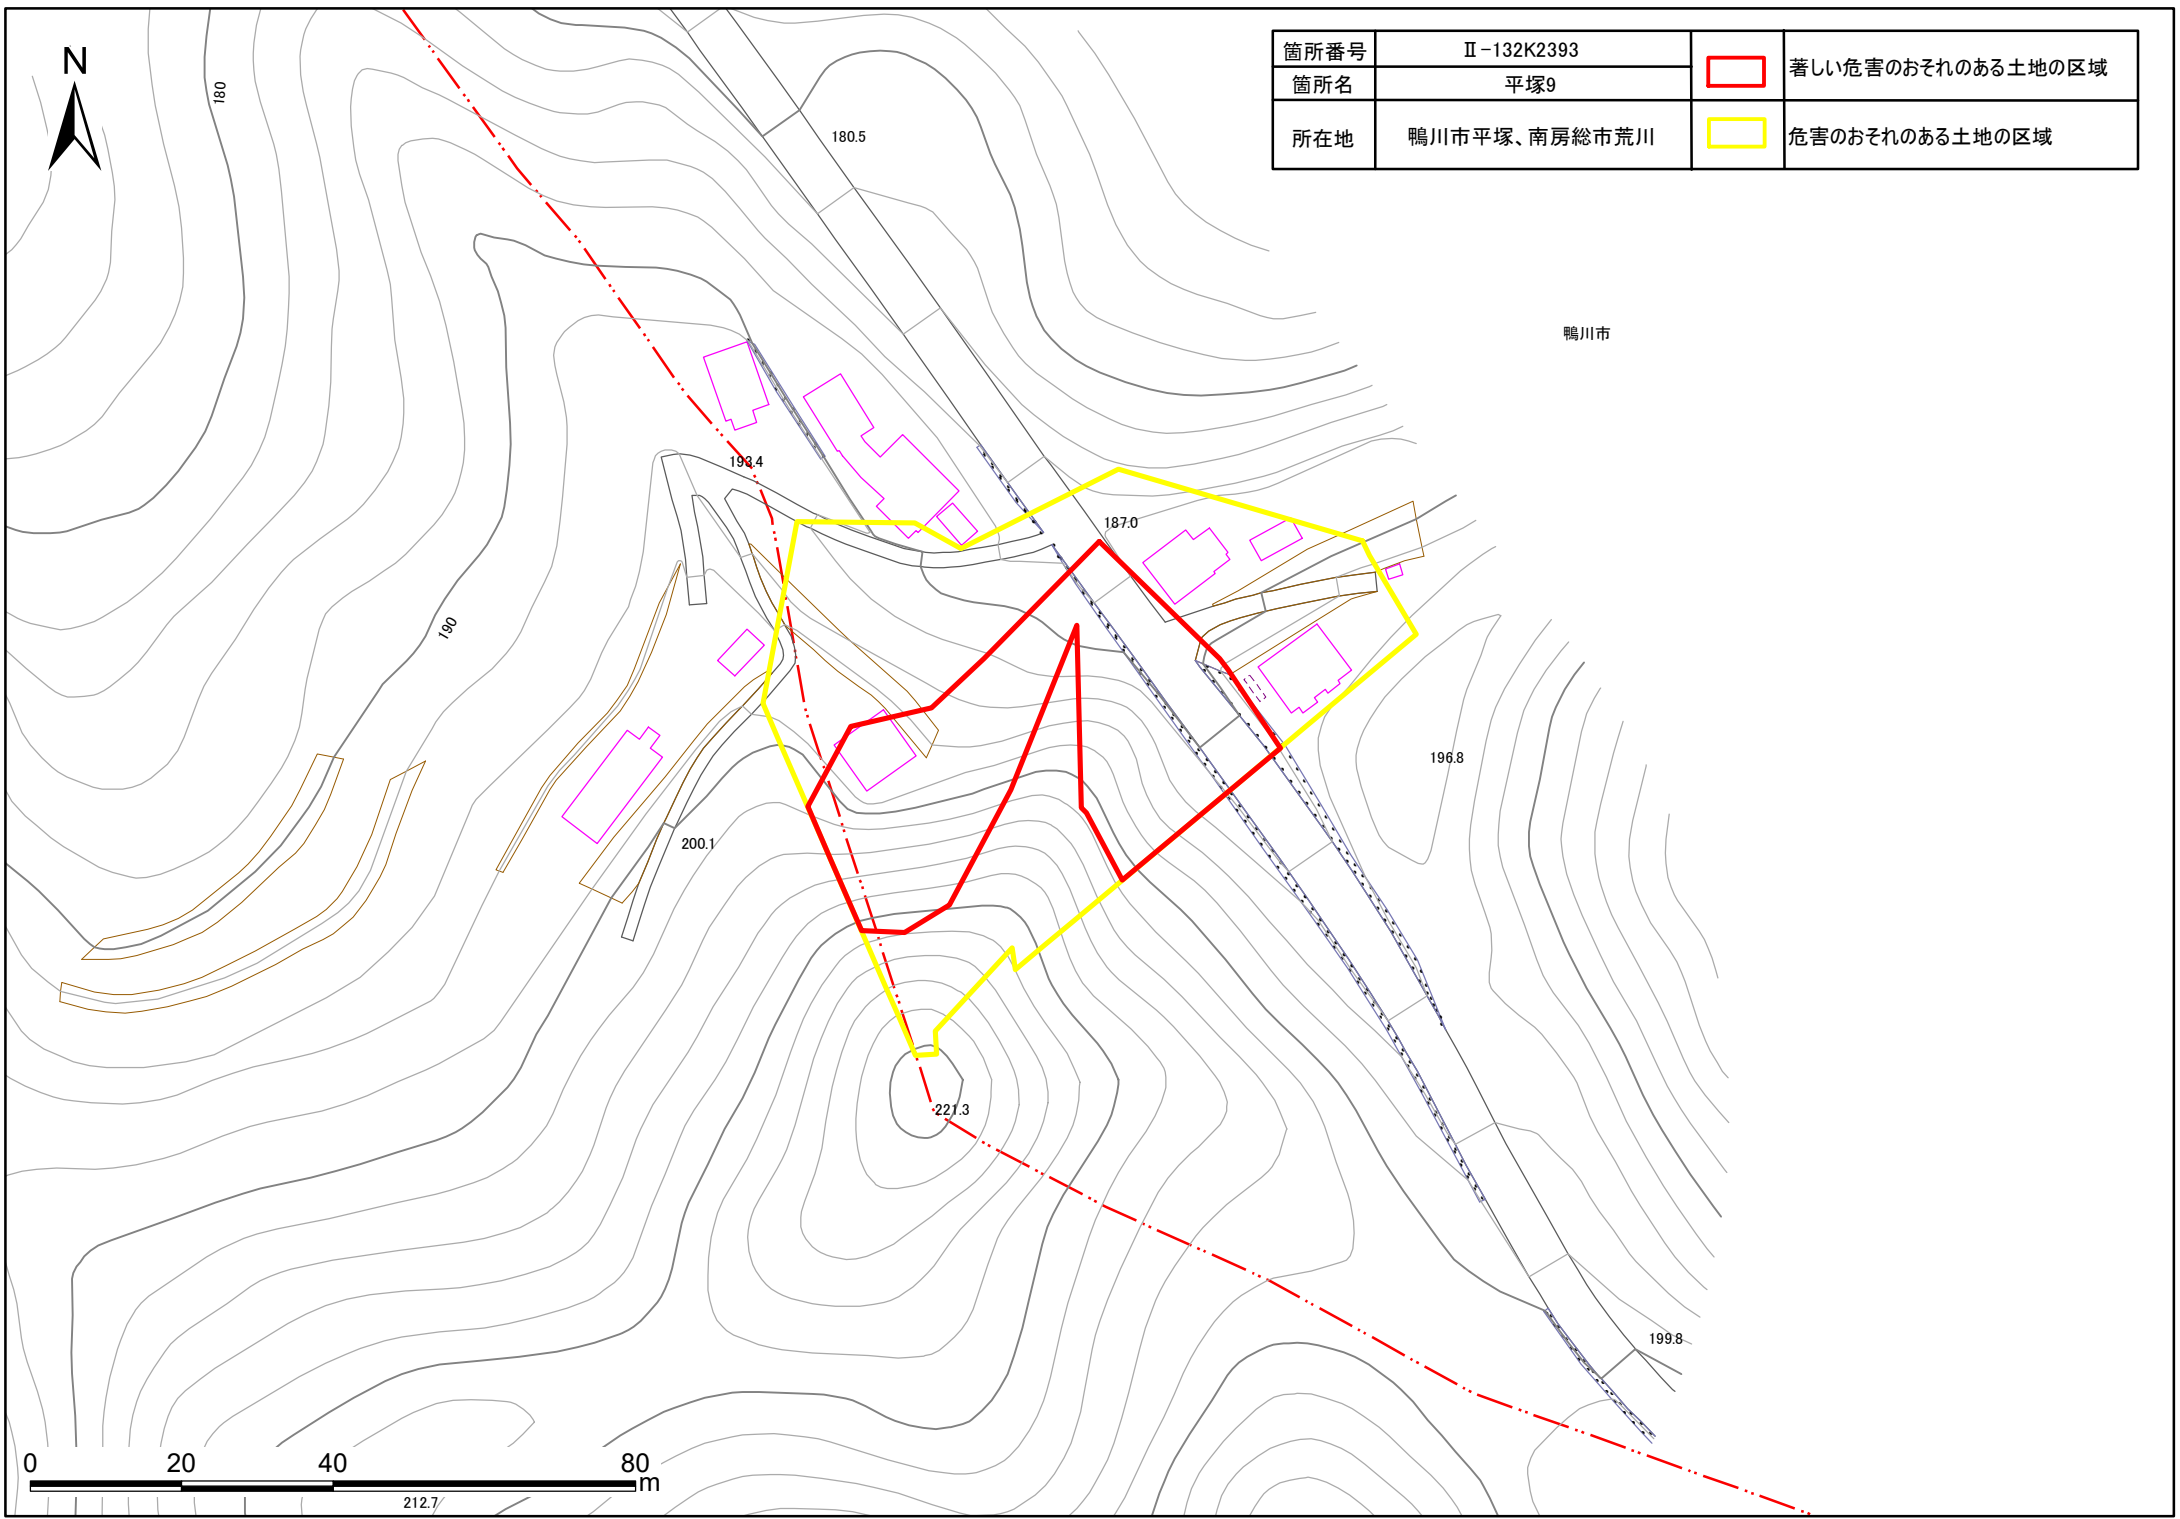 N
箇所番号 Ⅱ-132K2393
箇所名 平塚9
所在地 鴨川市平塚、南房総市荒川
著しい危害のおそれのある土地の区域
危害のおそれのある土地の区域
180
180.5
鴨川市
193.4
187.0
190
196.8
200.1
221.3
199.8
0 20 40 80
m
212.7